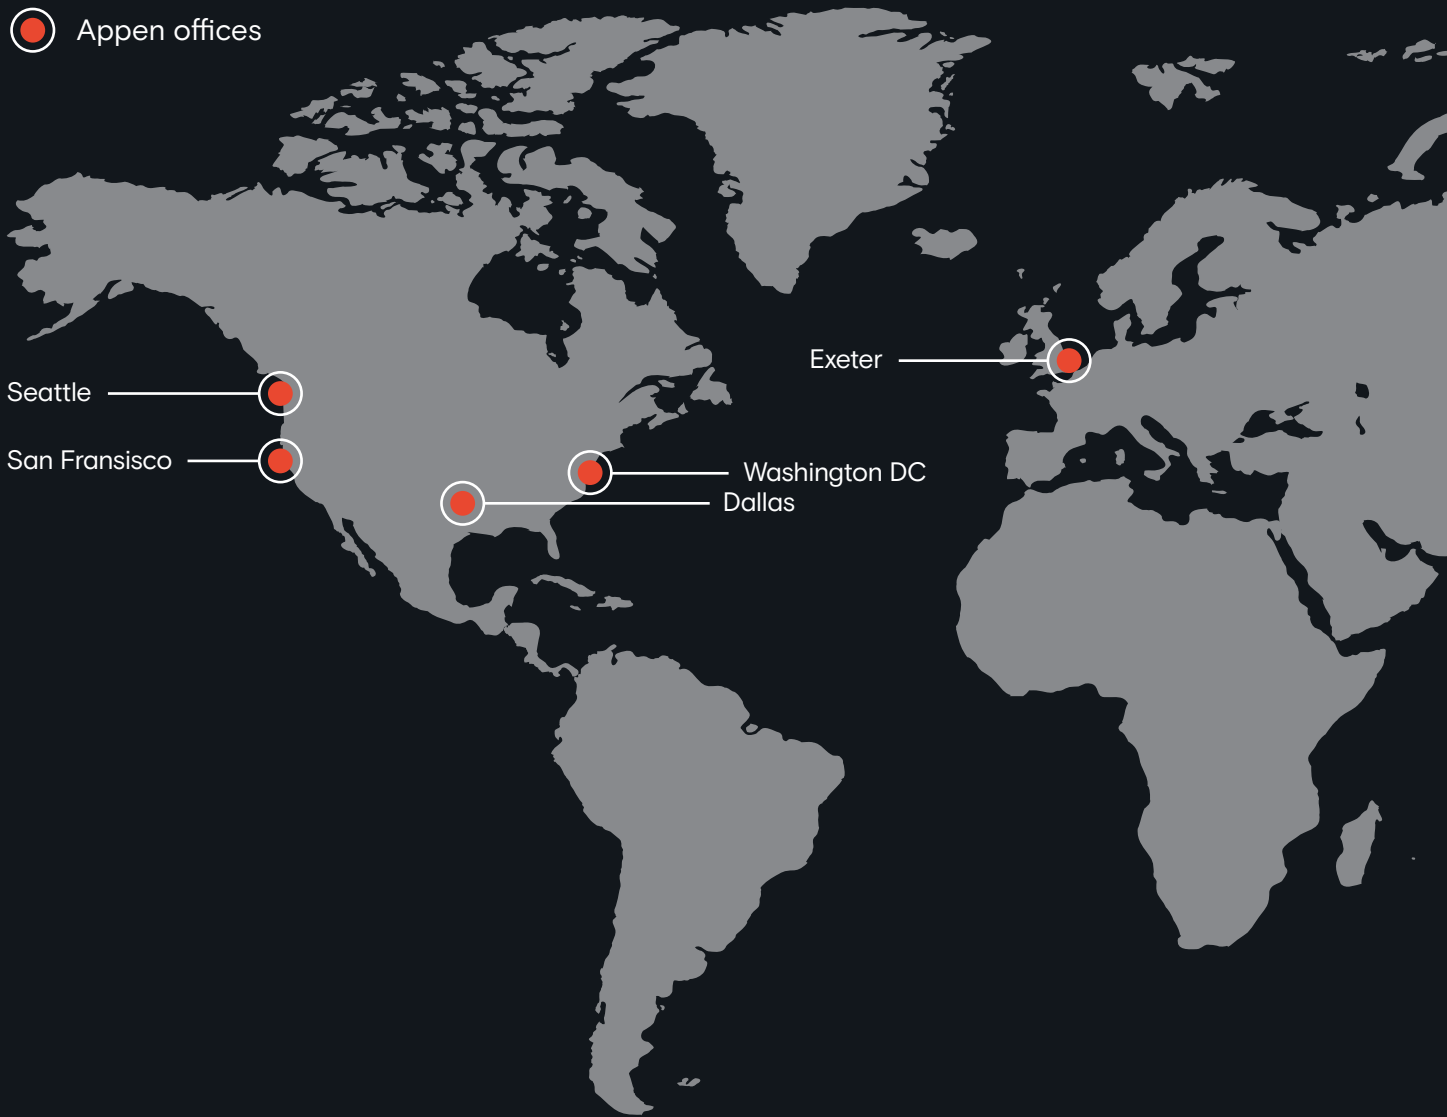 Appen offices
Exeter
Seattle
San Fransisco
Washington DC
Dallas